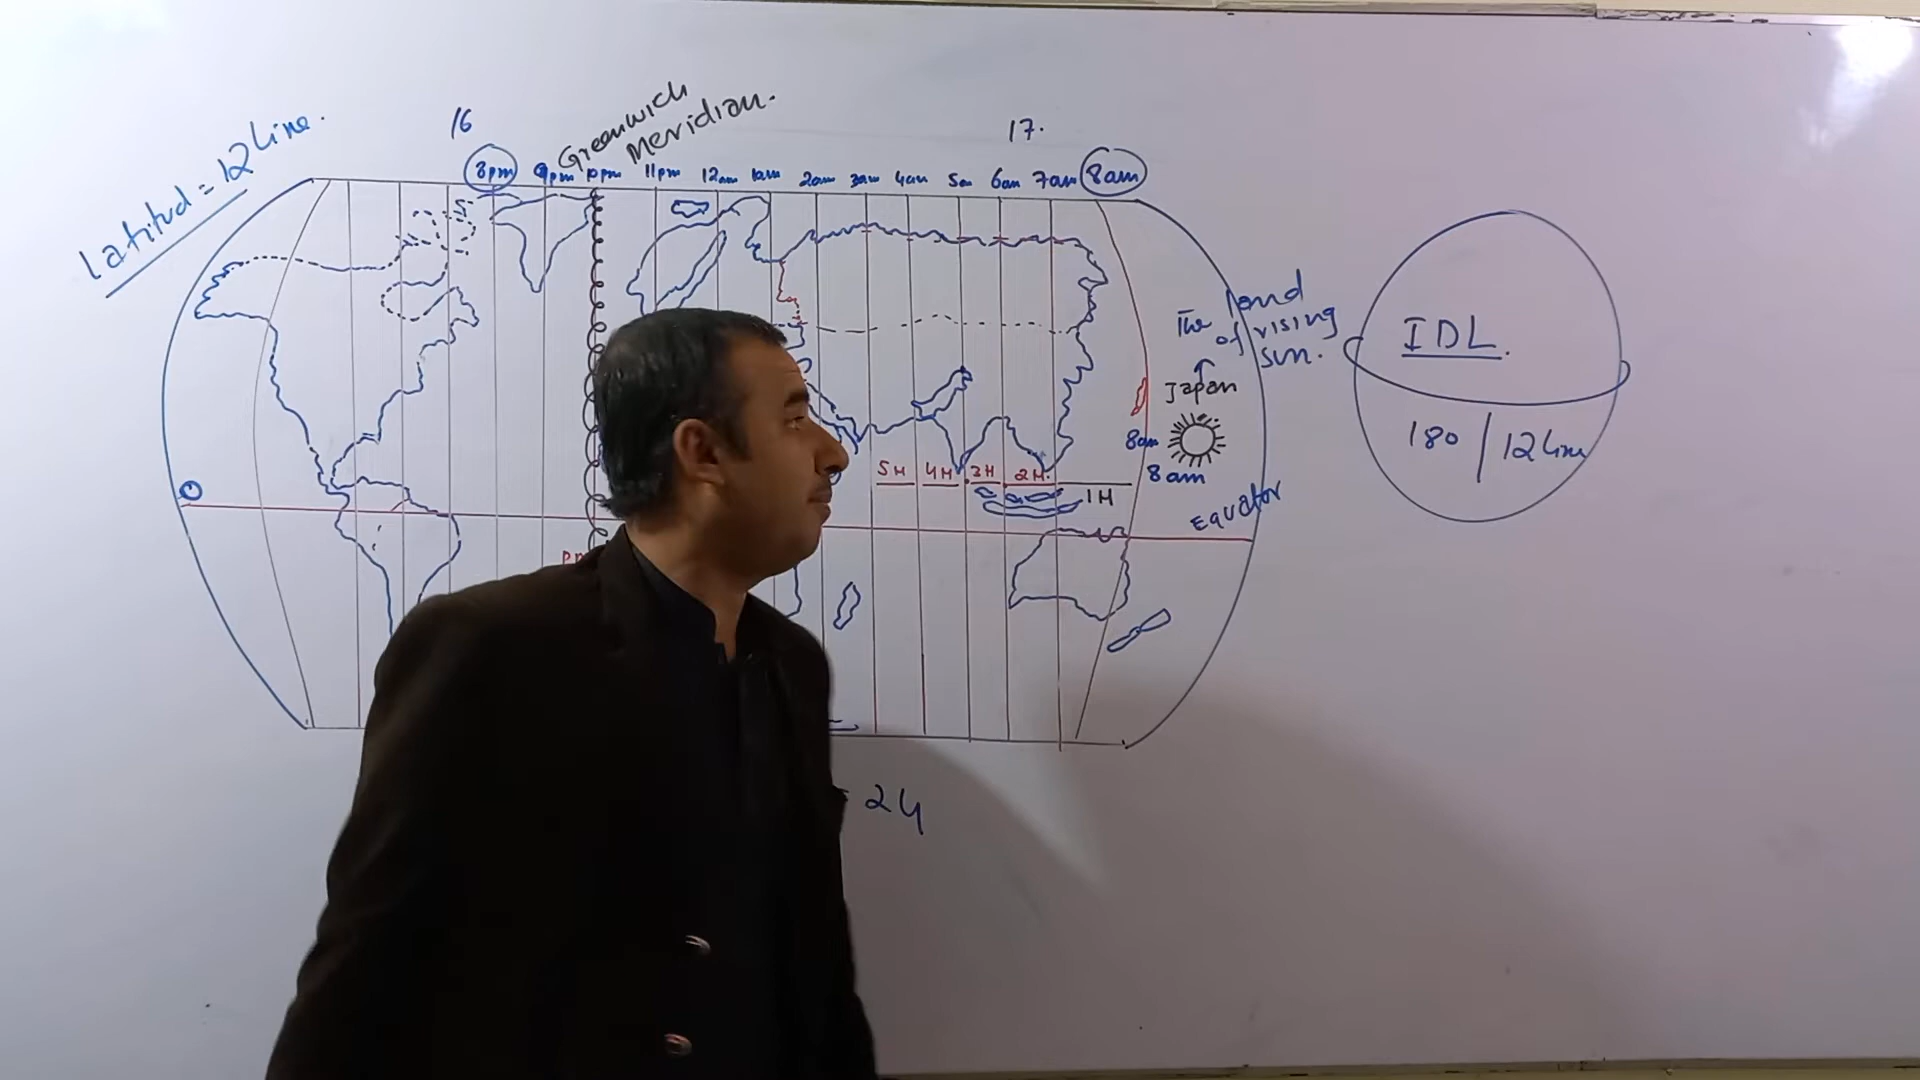 Latitud = 12 Line.
16
Greenwich
Meridian.
17.
8pm 9pm 10pm 11pm 12am 1am 2am 3am 4am 5am 6am 7am 8am
The land
of rising
sun.
Japan
8am
8am
5H 4H 3H 2H.
1H
Equator
IDL.
180 / 12 Line
= 24